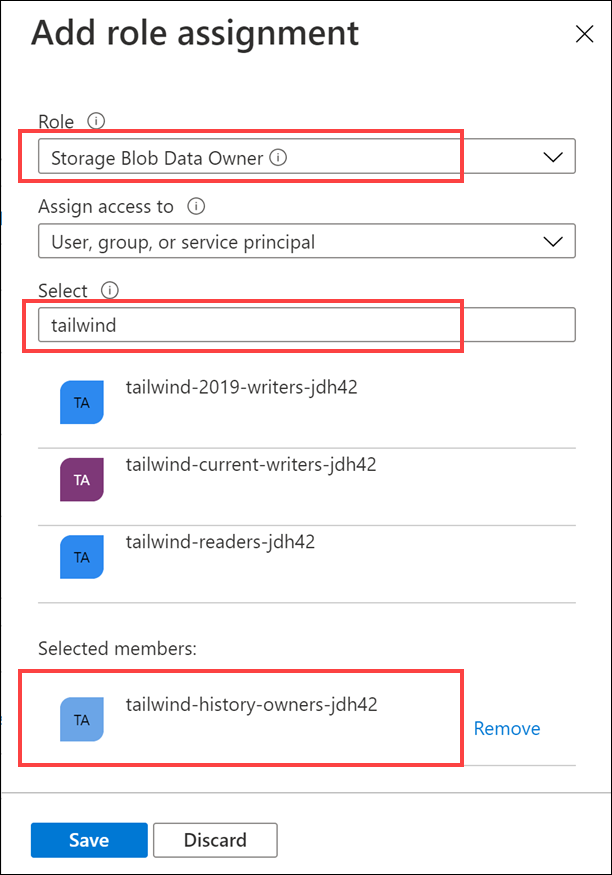 Add role assignment
Role
Storage Blob Data Owner
Assign access to
User, group, or service principal
Select
tailwind
TA
tailwind-2019-writers-jdh42
TA
tailwind-current-writers-jdh42
TA
tailwind-readers-jdh42
Selected members:
TA
tailwind-history-owners-jdh42
Remove
Save
Discard